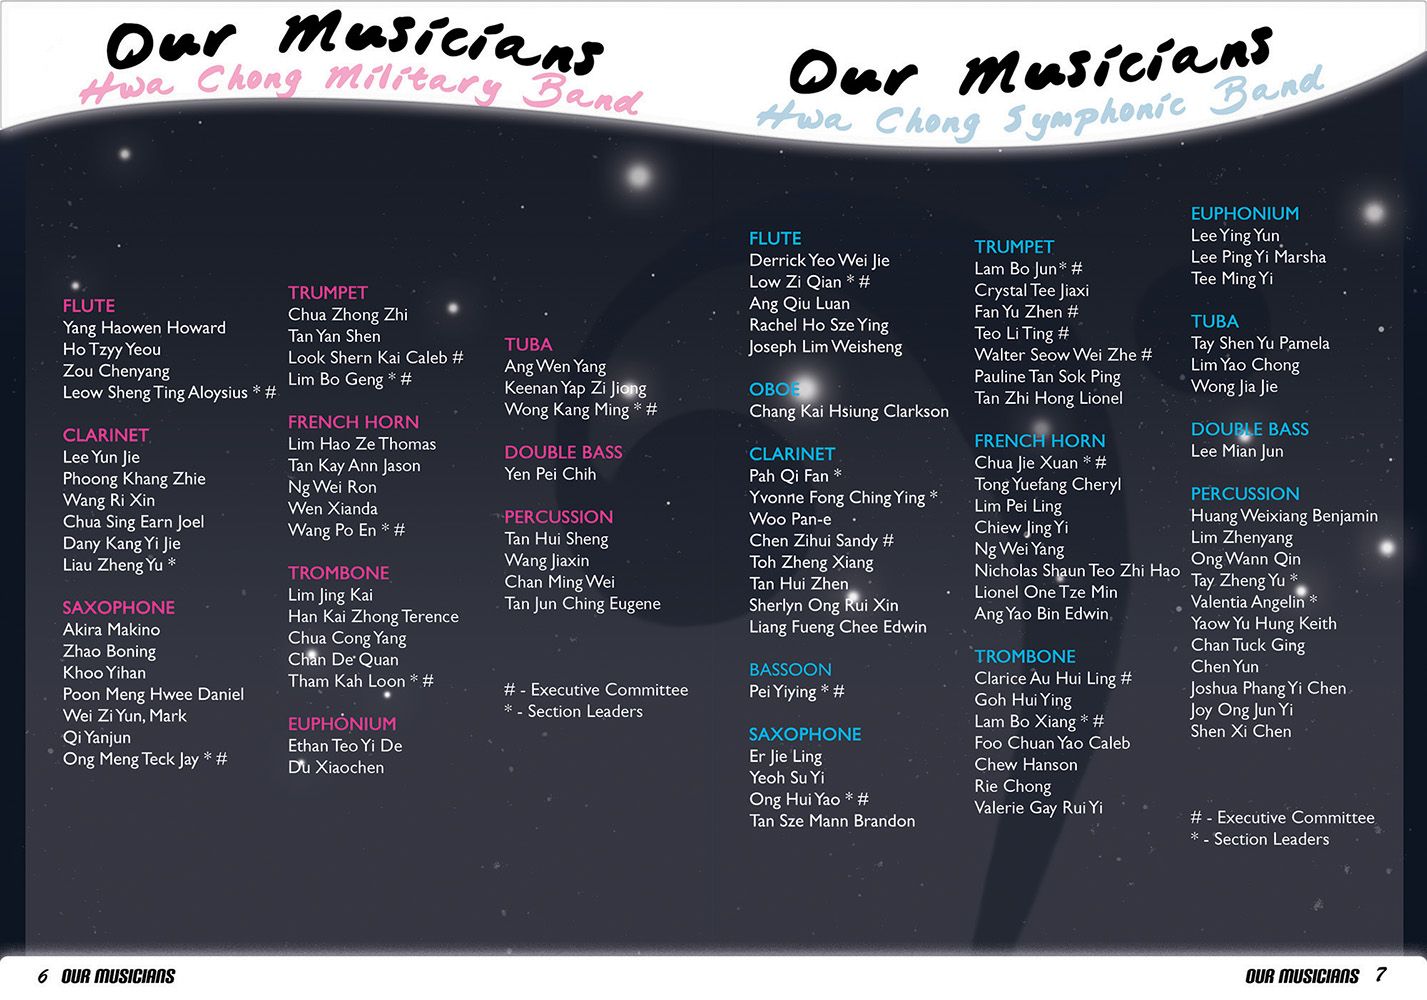 Our Musicians
Hwa Chong Military Band
FLUTE
Yang Haowen Howard
Ho Tzyy Yeou
Zou Chenyang
Leow Sheng Ting Aloysius * #
CLARINET
Lee Yun Jie
Phoong Khang Zhie
Wang Ri Xin
Chua Sing Earn Joel
Dany Kang Yi Jie
Liau Zheng Yu *
SAXOPHONE
Akira Makino
Zhao Boning
Khoo Yihan
Poon Meng Hwee Daniel
Wei Zi Yun, Mark
Qi Yanjun
Ong Meng Teck Jay * #
TRUMPET
Chua Zhong Zhi
Tan Yan Shen
Look Shern Kai Caleb #
Lim Bo Geng * #
FRENCH HORN
Lim Hao Ze Thomas
Tan Kay Ann Jason
Ng Wei Ron
Wen Xianda
Wang Po En * #
TROMBONE
Lim Jing Kai
Han Kai Zhong Terence
Chua Cong Yang
Chan De Quan
Tham Kah Loon * #
EUPHONIUM
Ethan Teo Yi De
Du Xiaochen
TUBA
Ang Wen Yang
Keenan Yap Zi Jiong
Wong Kang Ming * #
DOUBLE BASS
Yen Pei Chih
PERCUSSION
Tan Hui Sheng
Wang Jiaxin
Chan Ming Wei
Tan Jun Ching Eugene
# - Executive Committee
* - Section Leaders
6 OUR MUSICIANS
Our Musicians
Hwa Chong Symphonic Band
FLUTE
Derrick Yeo Wei Jie
Low Zi Qian * #
Ang Qiu Luan
Rachel Ho Sze Ying
Joseph Lim Weisheng
OBOE
Chang Kai Hsiung Clarkson
CLARINET
Pah Qi Fan *
Yvonne Fong Ching Ying *
Woo Pan-e
Chen Zihui Sandy #
Toh Zheng Xiang
Tan Hui Zhen
Sherlyn Ong Rui Xin
Liang Fueng Chee Edwin
BASSOON
Pei Yiying * #
SAXOPHONE
Er Jie Ling
Yeoh Su Yi
Ong Hui Yao * #
Tan Sze Mann Brandon
TRUMPET
Lam Bo Jun * #
Crystal Tee Jiaxi
Fan Yu Zhen #
Teo Li Ting #
Walter Seow Wei Zhe #
Pauline Tan Sok Ping
Tan Zhi Hong Lionel
FRENCH HORN
Chua Jie Xuan * #
Tong Yuefang Cheryl
Lim Pei Ling
Chiew Jing Yi
Ng Wei Yang
Nicholas Shaun Teo Zhi Hao
Lionel One Tze Min
Ang Yao Bin Edwin
TROMBONE
Clarice Au Hui Ling #
Goh Hui Ying
Lam Bo Xiang * #
Foo Chuan Yao Caleb
Chew Hanson
Rie Chong
Valerie Gay Rui Yi
EUPHONIUM
Lee Ying Yun
Lee Ping Yi Marsha
Tee Ming Yi
TUBA
Tay Shen Yu Pamela
Lim Yao Chong
Wong Jia Jie
DOUBLE BASS
Lee Mian Jun
PERCUSSION
Huang Weixiang Benjamin
Lim Zhenyang
Ong Wann Qin
Tay Zheng Yu *
Valentia Angelin *
Yaow Yu Hung Keith
Chan Tuck Ging
Chen Yun
Joshua Phang Yi Chen
Joy Ong Jun Yi
Shen Xi Chen
# - Executive Committee
* - Section Leaders
OUR MUSICIANS 7